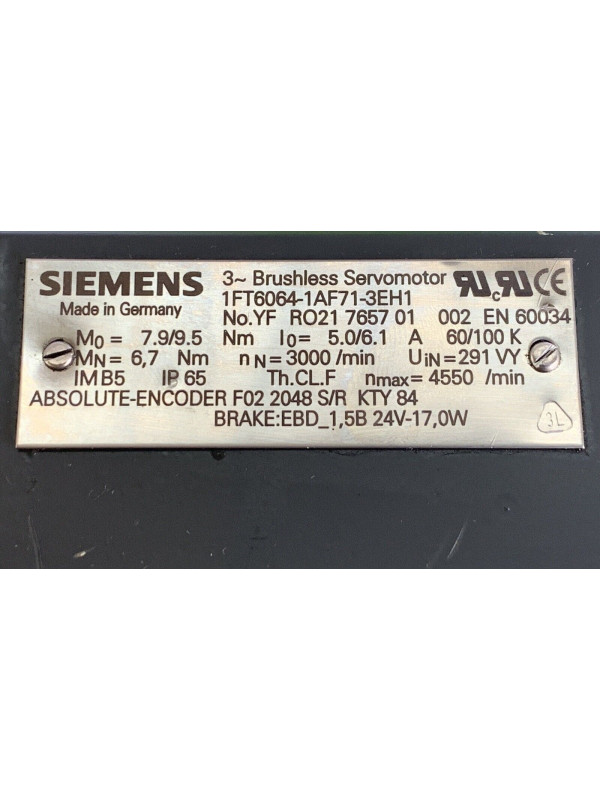 SIEMENS 3~ Brushless Servomotor
Made in Germany 1FT6064-1AF71-3EH1
No.YF RO21 7657 01 002 EN 60034
M0 = 7.9/9.5 Nm I0= 5.0/6.1 A 60/100 K
MN = 6,7 Nm nN=3000 /min UiN=291 VY
IM B5 IP 65 Th.CL.F nmax= 4550 /min
ABSOLUTE-ENCODER F02 2048 S/R KTY 84
BRAKE:EBD_1,5B 24V-17,0W
3L